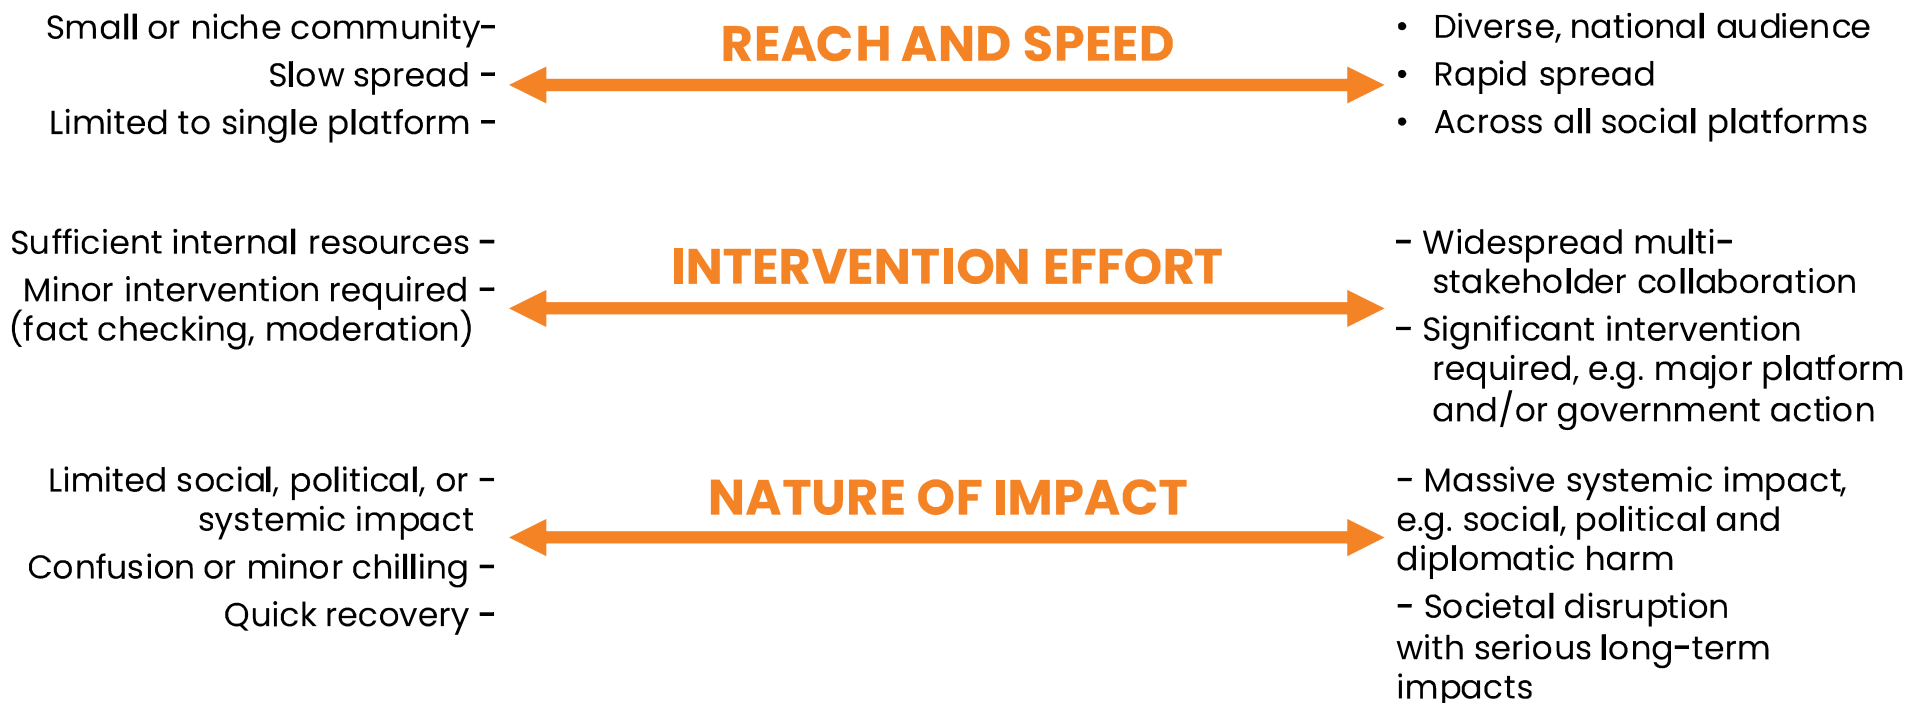 Small or niche community-
Slow spread -
Limited to single platform -
REACH AND SPEED
• Diverse, national audience
• Rapid spread
• Across all social platforms
Sufficient internal resources -
Minor intervention required -
(fact checking, moderation)
INTERVENTION EFFORT
- Widespread multi-
stakeholder collaboration
- Significant intervention
required, e.g. major platform
and/or government action
Limited social, political, or -
systemic impact
Confusion or minor chilling -
Quick recovery -
NATURE OF IMPACT
- Massive systemic impact,
e.g. social, political and
diplomatic harm
- Societal disruption
with serious long-term
impacts